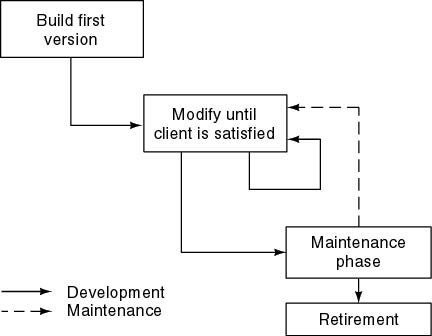 Build first
version
Modify until
client is satisfied
Maintenance
phase
Development
Maintenance
Retirement